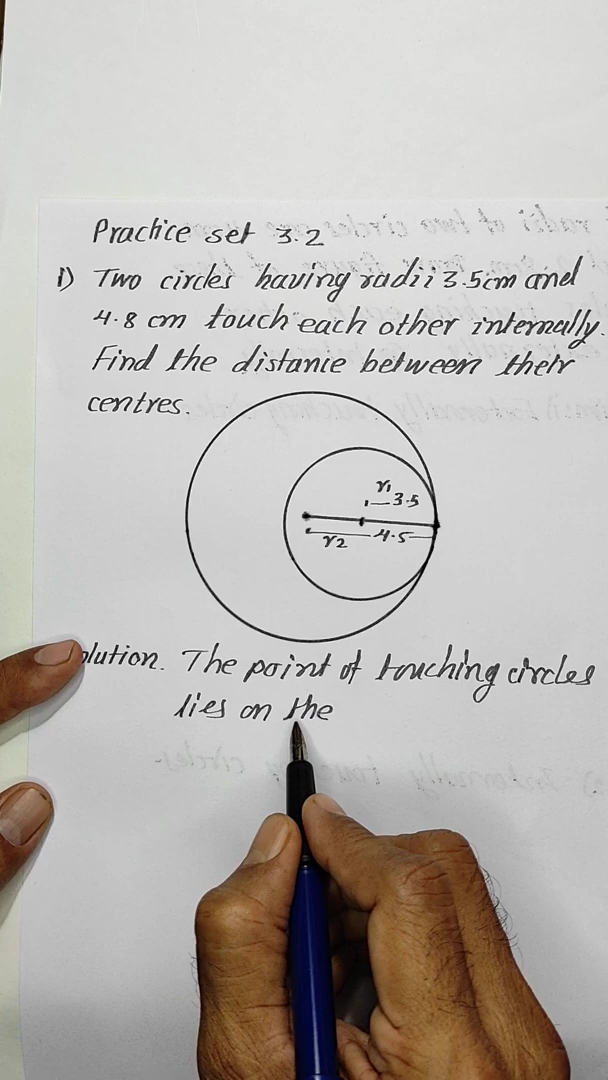 Practice set 3.2
1) Two circles having radii 3.5cm and
4.8 cm touch each other internally.
Find the distance between their
centres.
r1
3.5
r2 4.5
olution. The point of touching circles
lies on the